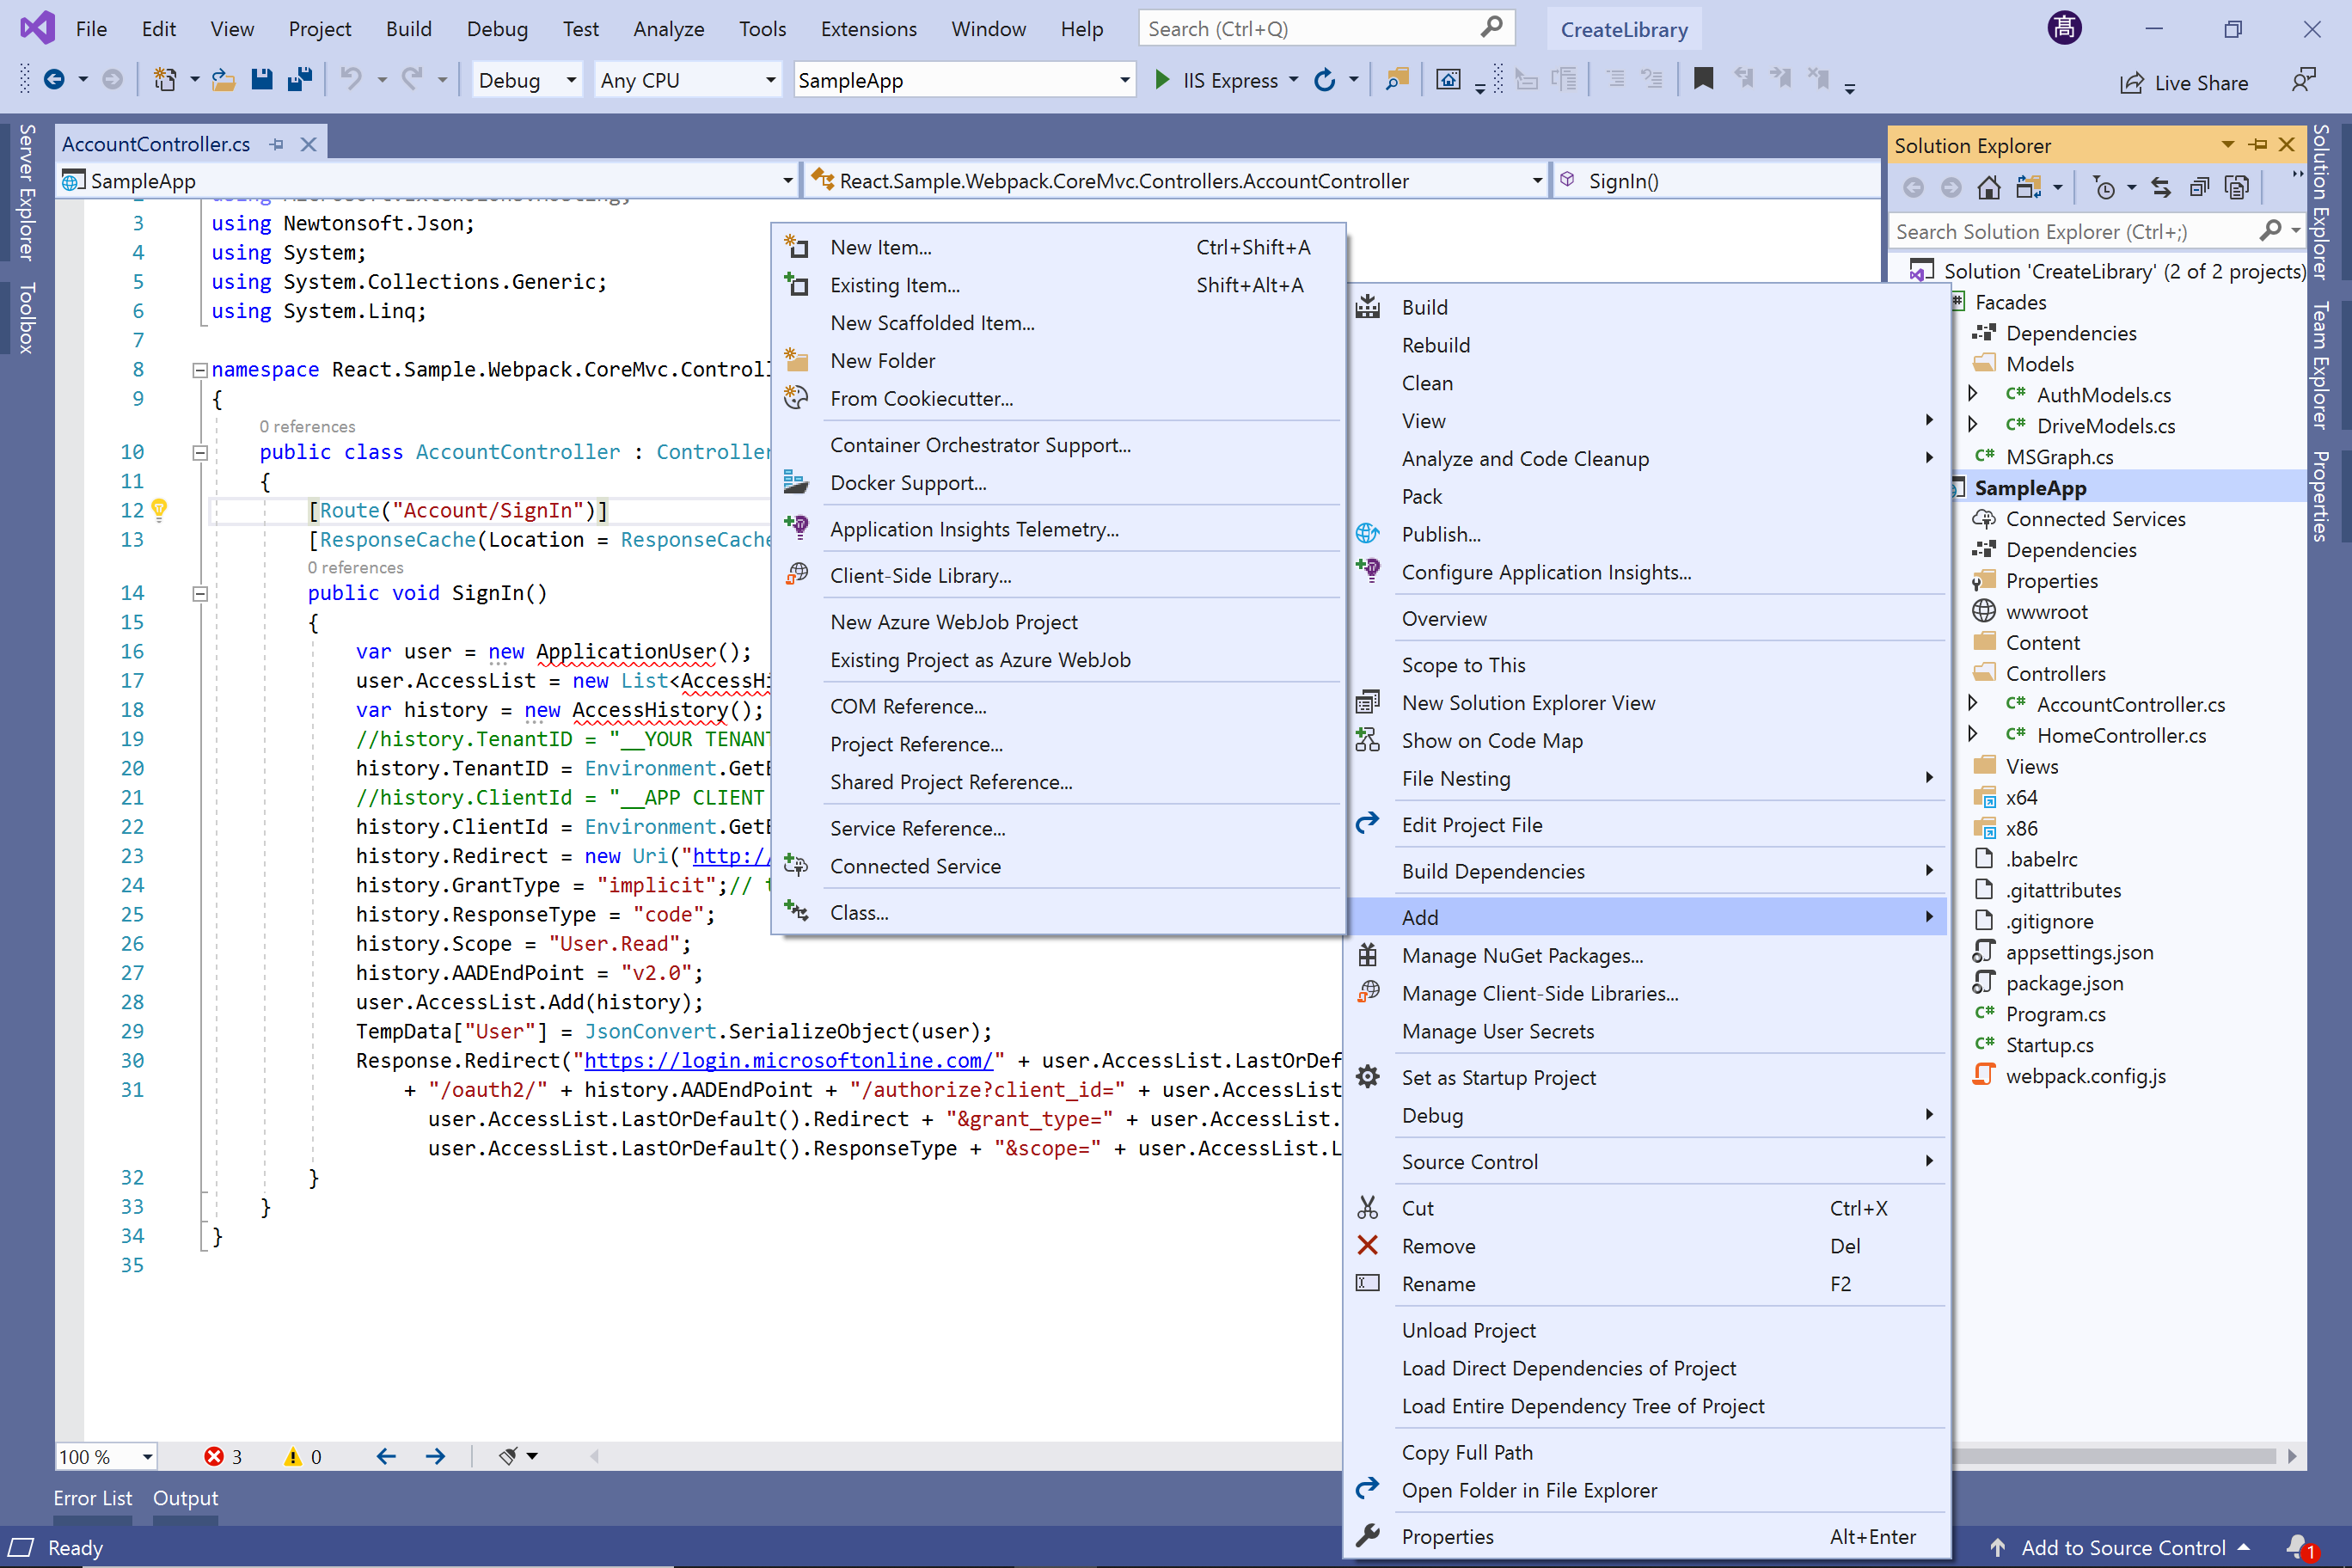 File Edit View Project Build Debug Test Analyze Tools Extensions Window Help Search (Ctrl+Q) CreateLibrary 髙
Debug Any CPU SampleApp IIS Express Live Share
Server Explorer
Toolbox
AccountController.cs
SampleApp React.Sample.Webpack.CoreMvc.Controllers.AccountController SignIn()
3 using Newtonsoft.Json;
4 using System;
5 using System.Collections.Generic;
6 using System.Linq;
7
8 namespace React.Sample.Webpack.CoreMvc.Controll
9 {
0 references
10 public class AccountController : Controller
11 {
12 [Route("Account/SignIn")]
13 [ResponseCache(Location = ResponseCache
0 references
14 public void SignIn()
15 {
16 var user = new ApplicationUser();
17 user.AccessList = new List<AccessHi
18 var history = new AccessHistory();
19 //history.TenantID = "__YOUR TENANT
20 history.TenantID = Environment.GetE
21 //history.ClientId = "__APP CLIENT
22 history.ClientId = Environment.GetE
23 history.Redirect = new Uri("http:/
24 history.GrantType = "implicit";// t
25 history.ResponseType = "code";
26 history.Scope = "User.Read";
27 history.AADEndPoint = "v2.0";
28 user.AccessList.Add(history);
29 TempData["User"] = JsonConvert.SerializeObject(user);
30 Response.Redirect("https://login.microsoftonline.com/" + user.AccessList.LastOrDef
31 + "/oauth2/" + history.AADEndPoint + "/authorize?client_id=" + user.AccessList
user.AccessList.LastOrDefault().Redirect + "&grant_type=" + user.AccessList.
user.AccessList.LastOrDefault().ResponseType + "&scope=" + user.AccessList.L
32 }
33 }
34 }
35
100 % 3 0
Error List Output
Ready
New Item... Ctrl+Shift+A
Existing Item... Shift+Alt+A
New Scaffolded Item...
New Folder
From Cookiecutter...
Container Orchestrator Support...
Docker Support...
Application Insights Telemetry...
Client-Side Library...
New Azure WebJob Project
Existing Project as Azure WebJob
COM Reference...
Project Reference...
Shared Project Reference...
Service Reference...
Connected Service
Class...
Build
Rebuild
Clean
View
Analyze and Code Cleanup
Pack
Publish...
Configure Application Insights...
Overview
Scope to This
New Solution Explorer View
Show on Code Map
File Nesting
Edit Project File
Build Dependencies
Add
Manage NuGet Packages...
Manage Client-Side Libraries...
Manage User Secrets
Set as Startup Project
Debug
Source Control
Cut Ctrl+X
Remove Del
Rename F2
Unload Project
Load Direct Dependencies of Project
Load Entire Dependency Tree of Project
Copy Full Path
Open Folder in File Explorer
Properties Alt+Enter
Solution Explorer
Search Solution Explorer (Ctrl+;)
Solution 'CreateLibrary' (2 of 2 projects)
Facades
Dependencies
Models
C# AuthModels.cs
C# DriveModels.cs
C# MSGraph.cs
SampleApp
Connected Services
Dependencies
Properties
wwwroot
Content
Controllers
C# AccountController.cs
C# HomeController.cs
Views
x64
x86
.babelrc
.gitattributes
.gitignore
appsettings.json
package.json
C# Program.cs
C# Startup.cs
webpack.config.js
Solution Explorer
Team Explorer
Properties
Add to Source Control 1